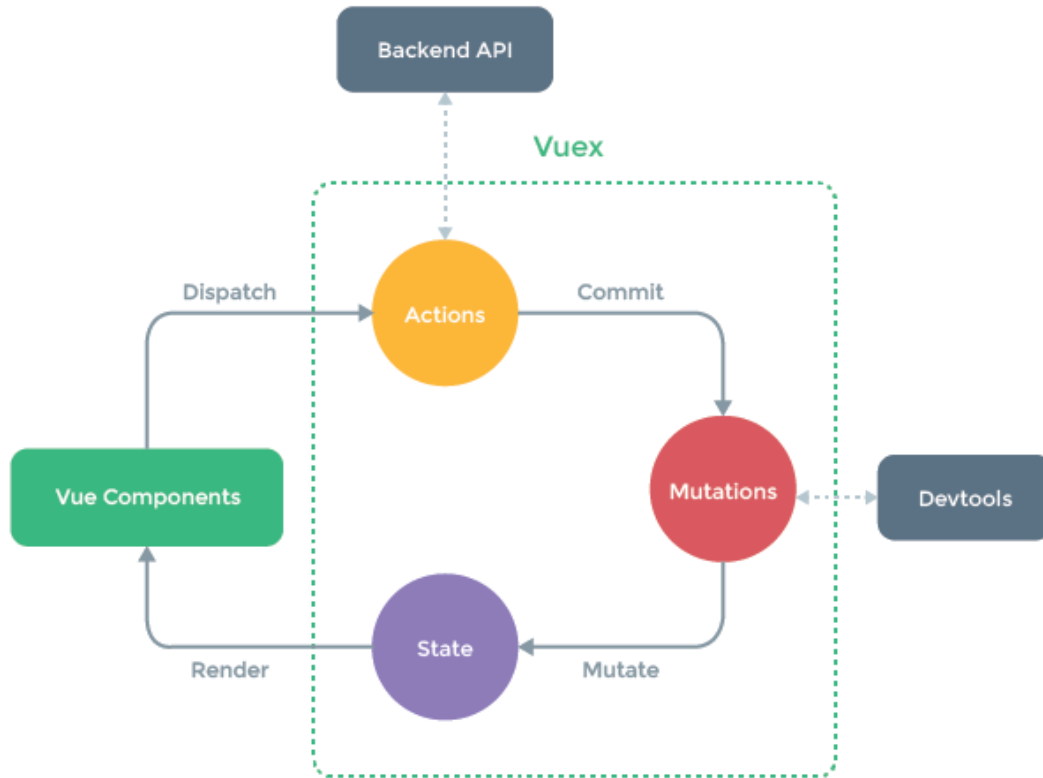 Backend API
Vuex
Dispatch
Actions
Commit
Vue Components
Mutations
Devtools
State
Render
Mutate